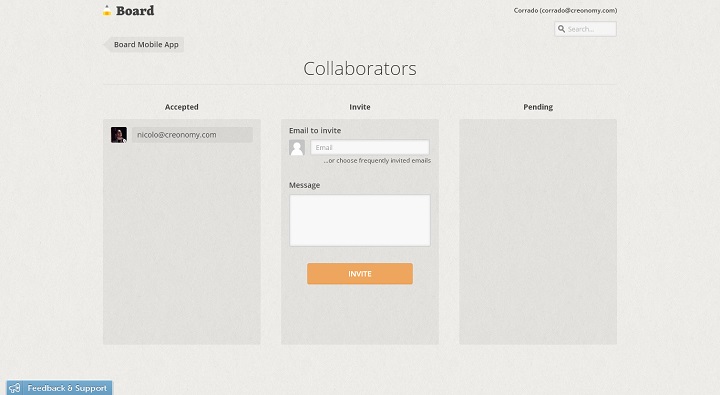 Board
Corrado (corrado@creonomy.com)
Search...
Board Mobile App
Collaborators
Accepted
Invite
Pending
nicolo@creonomy.com
Email to invite
Email
...or choose frequently invited emails
Message
INVITE
Feedback & Support